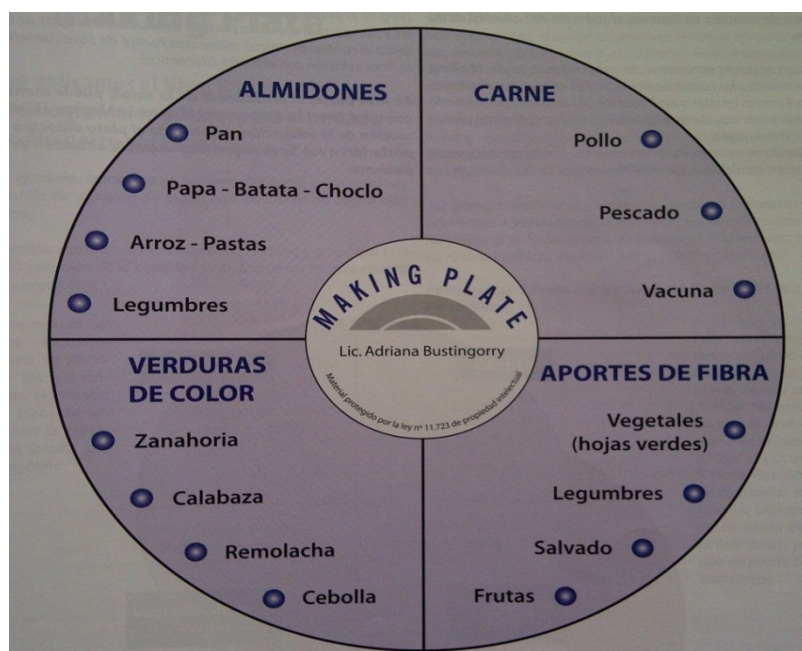 ALMIDONES
Pan
Papa - Batata - Choclo
Arroz - Pastas
Legumbres
CARNE
Pollo
Pescado
Vacuna
MAKING PLATE
Lic. Adriana Bustingorry
Material protegido por la ley nº 11.723 de propiedad intelectual
VERDURAS
DE COLOR
Zanahoria
Calabaza
Remolacha
Cebolla
APORTES DE FIBRA
Vegetales
(hojas verdes)
Legumbres
Salvado
Frutas